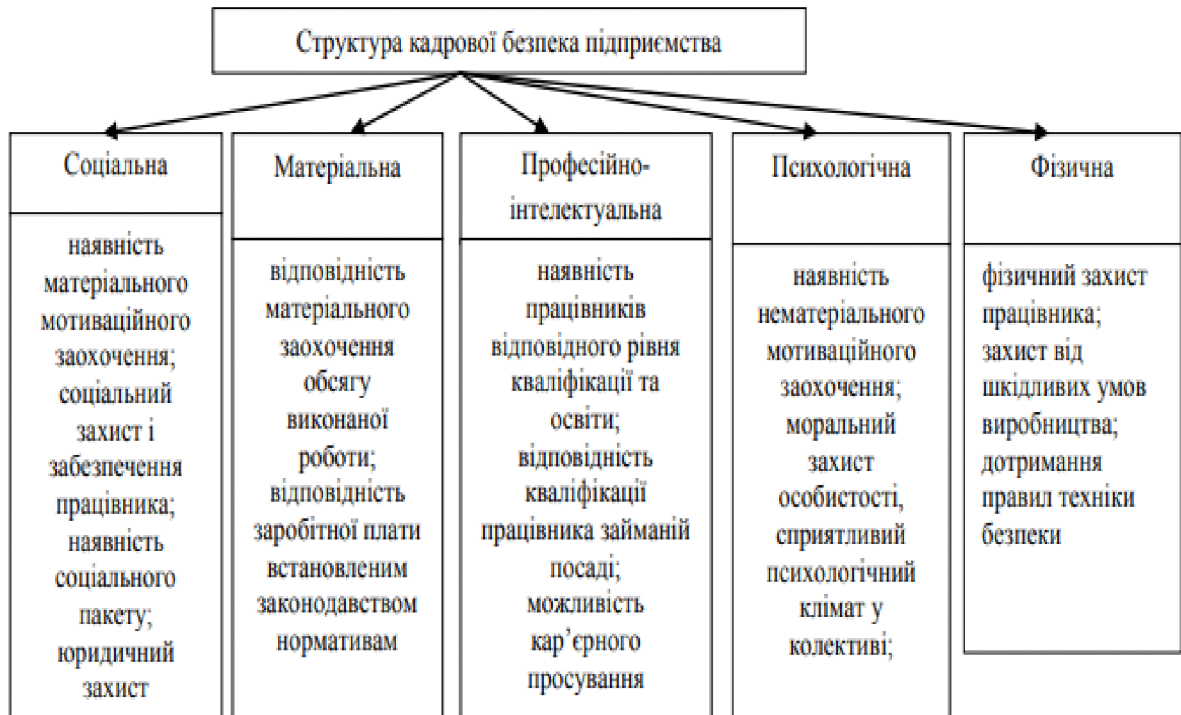 Структура кадрової безпека підприємства
Соціальна
наявність
матеріального
мотиваційного
заохочення;
соціальний
захист і
забезпечення
працівника;
наявність
соціального
пакету;
юридичний
захист
Матеріальна
відповідність
матеріального
заохочення
обсягу
виконаної
роботи;
відповідність
заробітної плати
встановленим
законодавством
нормативам
Професійно-
інтелектуальна
наявність
працівників
відповідного рівня
кваліфікації та
освіти;
відповідність
кваліфікації
працівника займаній
посаді;
можливість
кар’єрного
просування
Психологічна
наявність
нематеріального
мотиваційного
заохочення;
моральний
захист
особистості,
сприятливий
психологічний
клімат у
колективі;
Фізична
фізичний захист
працівника;
захист від
шкідливих умов
виробництва;
дотримання
правил техніки
безпеки